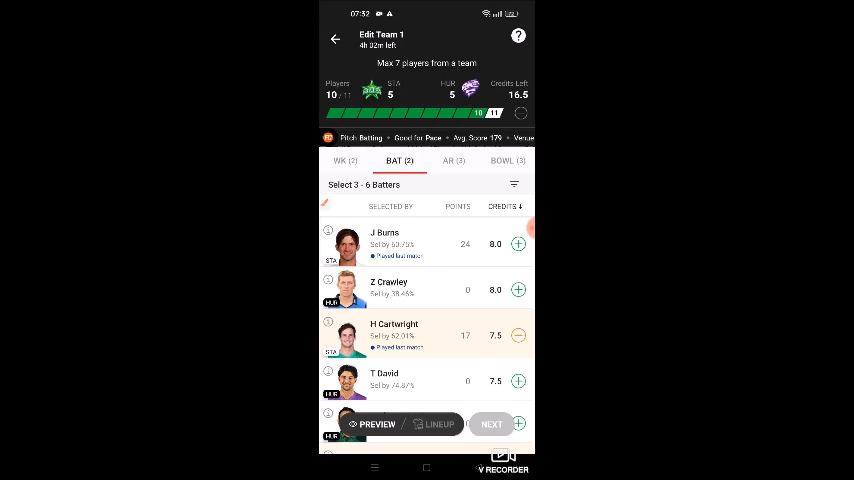 07:52
Edit Team 1
4h 02m left
?
Max 7 players from a team
Players STA HUR Credits Left
10 / 11 5 5 16.5
10 11
Pitch Batting • Good for Pace • Avg. Score 179 • Venue
WK (2) BAT (2) AR (3) BOWL (3)
Select 3 - 6 Batters
SELECTED BY POINTS CREDITS ↓
J Burns
Sel by 60.75% 24 8.0
Played last match
STA
Z Crawley
Sel by 38.46% 0 8.0
HUR
H Cartwright
Sel by 62.01% 17 7.5
Played last match
STA
T David
Sel by 74.87% 0 7.5
HUR
PREVIEW / LINEUP NEXT
HUR
V RECORDER